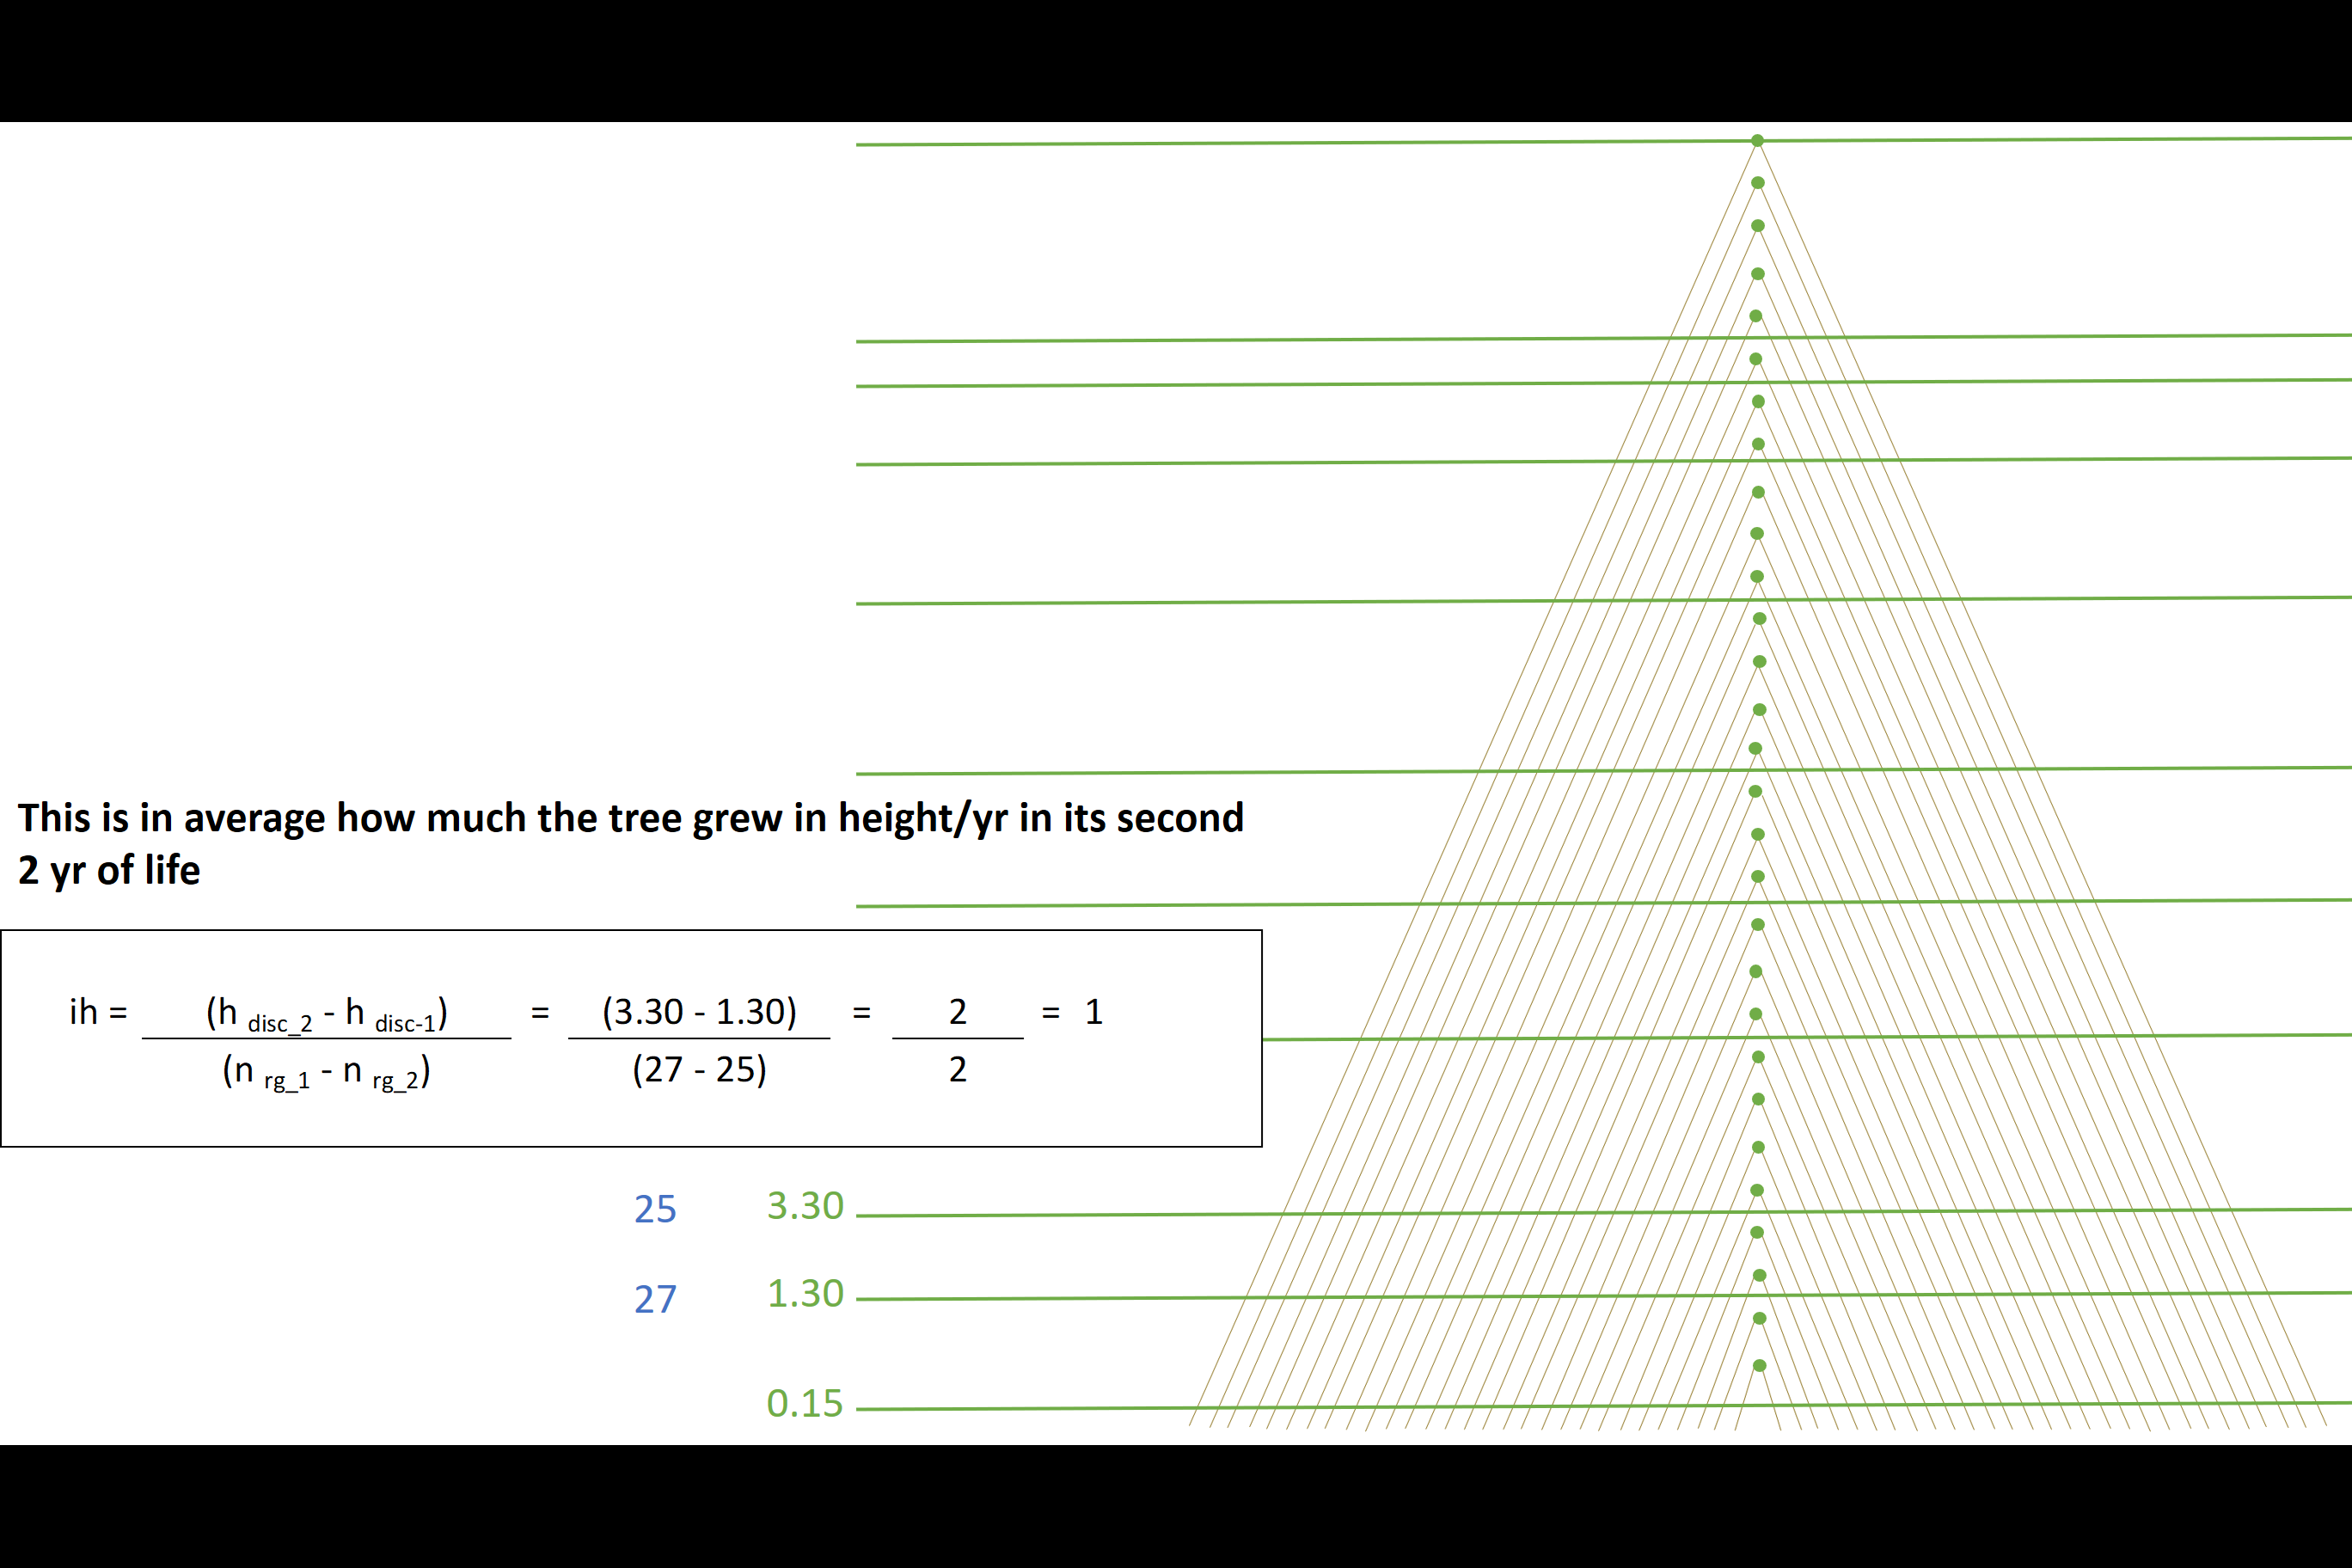 This is in average how much the tree grew in height/yr in its second
2 yr of life
ih = (h disc_2 - h disc-1) = (3.30 - 1.30) = 2 = 1
(n rg_1 - n rg_2) (27 - 25) 2
25 3.30
27 1.30
0.15